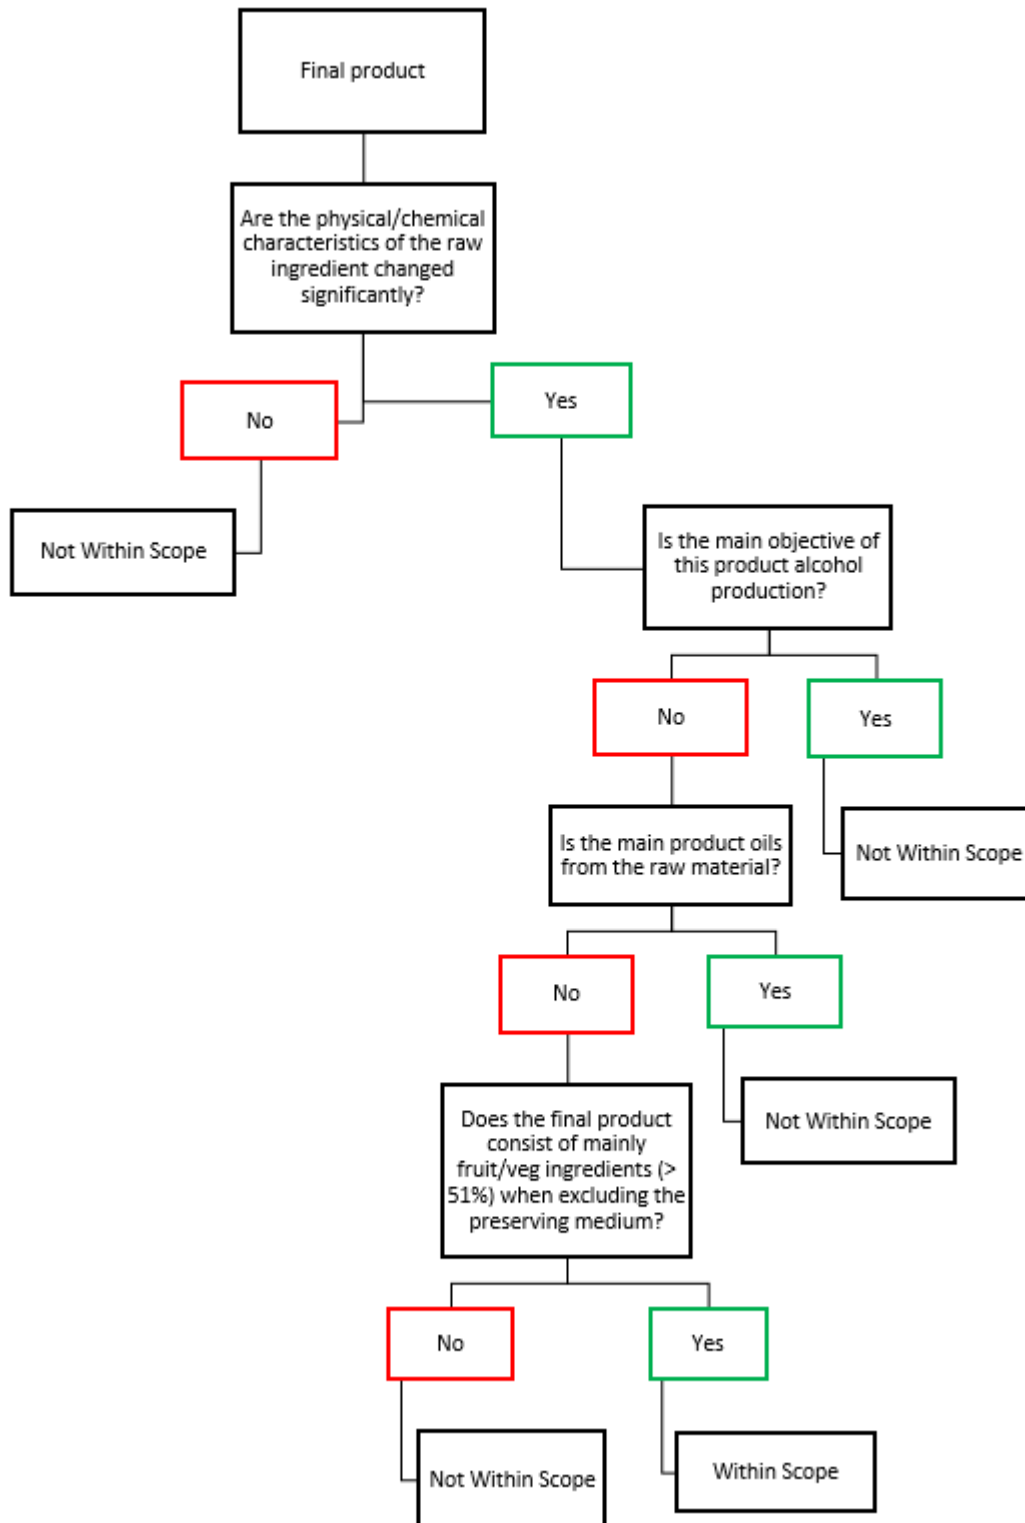 Final product
Are the physical/chemical
characteristics of the raw
ingredient changed
significantly?
No
Yes
Not Within Scope
Is the main objective of
this product alcohol
production?
No
Yes
Is the main product oils
from the raw material?
Not Within Scope
No
Yes
Does the final product
consist of mainly
fruit/veg ingredients (>
51%) when excluding the
preserving medium?
Not Within Scope
No
Yes
Not Within Scope
Within Scope